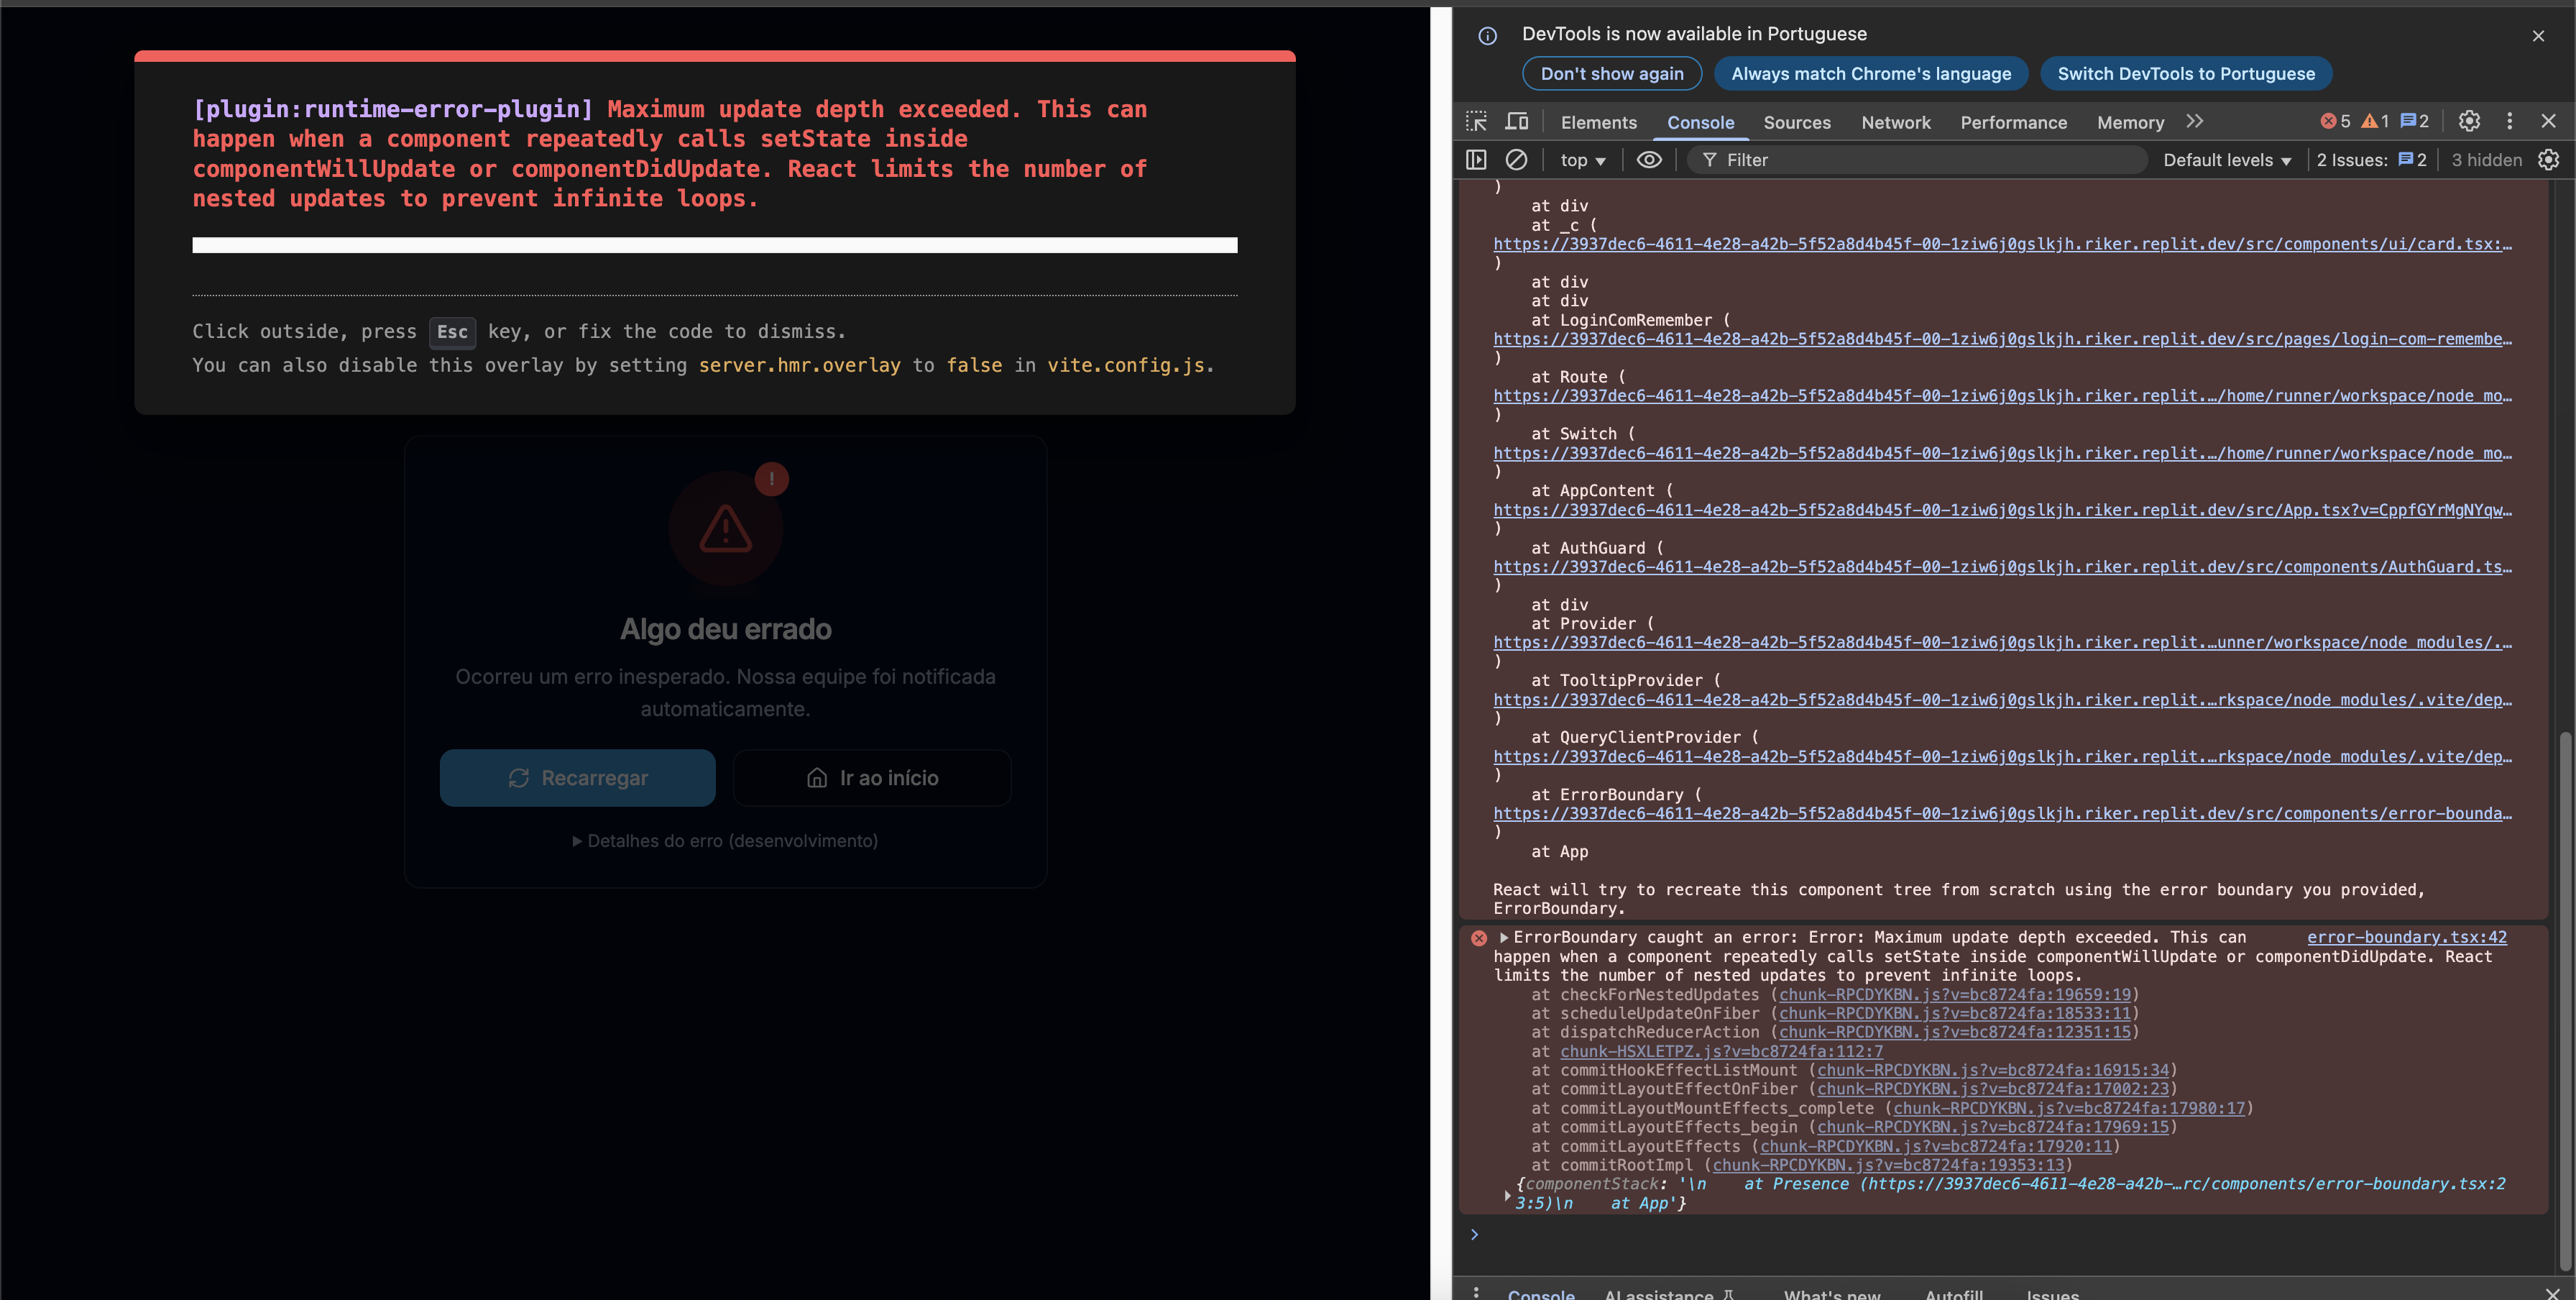 [plugin:runtime-error-plugin] Maximum update depth exceeded. This can
happen when a component repeatedly calls setState inside
componentWillUpdate or componentDidUpdate. React limits the number of
nested updates to prevent infinite loops.
Click outside, press Esc key, or fix the code to dismiss.
You can also disable this overlay by setting server.hmr.overlay to false in vite.config.js.
!
Algo deu errado
Ocorreu um erro inesperado. Nossa equipe foi notificada
automaticamente.
Recarregar
Ir ao início
▶ Detalhes do erro (desenvolvimento)
DevTools is now available in Portuguese
Don't show again
Always match Chrome's language
Switch DevTools to Portuguese
Elements Console Sources Network Performance Memory 5 1 2
top Filter Default levels 2 Issues: 2 3 hidden
)
at div
at _c (
https://3937dec6-4611-4e28-a42b-5f52a8d4b45f-00-1ziw6j0gslkjh.riker.replit.dev/src/components/ui/card.tsx:…
)
at div
at div
at LoginComRemember (
https://3937dec6-4611-4e28-a42b-5f52a8d4b45f-00-1ziw6j0gslkjh.riker.replit.dev/src/pages/login-com-remembe…
)
at Route (
https://3937dec6-4611-4e28-a42b-5f52a8d4b45f-00-1ziw6j0gslkjh.riker.replit.…/home/runner/workspace/node_mo…
)
at Switch (
https://3937dec6-4611-4e28-a42b-5f52a8d4b45f-00-1ziw6j0gslkjh.riker.replit.…/home/runner/workspace/node_mo…
)
at AppContent (
https://3937dec6-4611-4e28-a42b-5f52a8d4b45f-00-1ziw6j0gslkjh.riker.replit.dev/src/App.tsx?v=CppfGYrMgNYqw…
)
at AuthGuard (
https://3937dec6-4611-4e28-a42b-5f52a8d4b45f-00-1ziw6j0gslkjh.riker.replit.dev/src/components/AuthGuard.ts…
)
at div
at Provider (
https://3937dec6-4611-4e28-a42b-5f52a8d4b45f-00-1ziw6j0gslkjh.riker.replit.…unner/workspace/node_modules/.…
)
at TooltipProvider (
https://3937dec6-4611-4e28-a42b-5f52a8d4b45f-00-1ziw6j0gslkjh.riker.replit.…rkspace/node_modules/.vite/dep…
)
at QueryClientProvider (
https://3937dec6-4611-4e28-a42b-5f52a8d4b45f-00-1ziw6j0gslkjh.riker.replit.…rkspace/node_modules/.vite/dep…
)
at ErrorBoundary (
https://3937dec6-4611-4e28-a42b-5f52a8d4b45f-00-1ziw6j0gslkjh.riker.replit.dev/src/components/error-bounda…
)
at App
React will try to recreate this component tree from scratch using the error boundary you provided,
ErrorBoundary.
ErrorBoundary caught an error: Error: Maximum update depth exceeded. This can error-boundary.tsx:42
happen when a component repeatedly calls setState inside componentWillUpdate or componentDidUpdate. React
limits the number of nested updates to prevent infinite loops.
at checkForNestedUpdates (chunk-RPCDYKBN.js?v=bc8724fa:19659:19)
at scheduleUpdateOnFiber (chunk-RPCDYKBN.js?v=bc8724fa:18533:11)
at dispatchReducerAction (chunk-RPCDYKBN.js?v=bc8724fa:12351:15)
at chunk-HSXLETPZ.js?v=bc8724fa:112:7
at commitHookEffectListMount (chunk-RPCDYKBN.js?v=bc8724fa:16915:34)
at commitLayoutEffectOnFiber (chunk-RPCDYKBN.js?v=bc8724fa:17002:23)
at commitLayoutMountEffects_complete (chunk-RPCDYKBN.js?v=bc8724fa:17980:17)
at commitLayoutEffects_begin (chunk-RPCDYKBN.js?v=bc8724fa:17969:15)
at commitLayoutEffects (chunk-RPCDYKBN.js?v=bc8724fa:17920:11)
at commitRootImpl (chunk-RPCDYKBN.js?v=bc8724fa:19353:13)
{componentStack: '\n    at Presence (https://3937dec6-4611-4e28-a42b-…rc/components/error-boundary.tsx:2
3:5)\n    at App'}
Console AI assistance What's new Autofill Issues